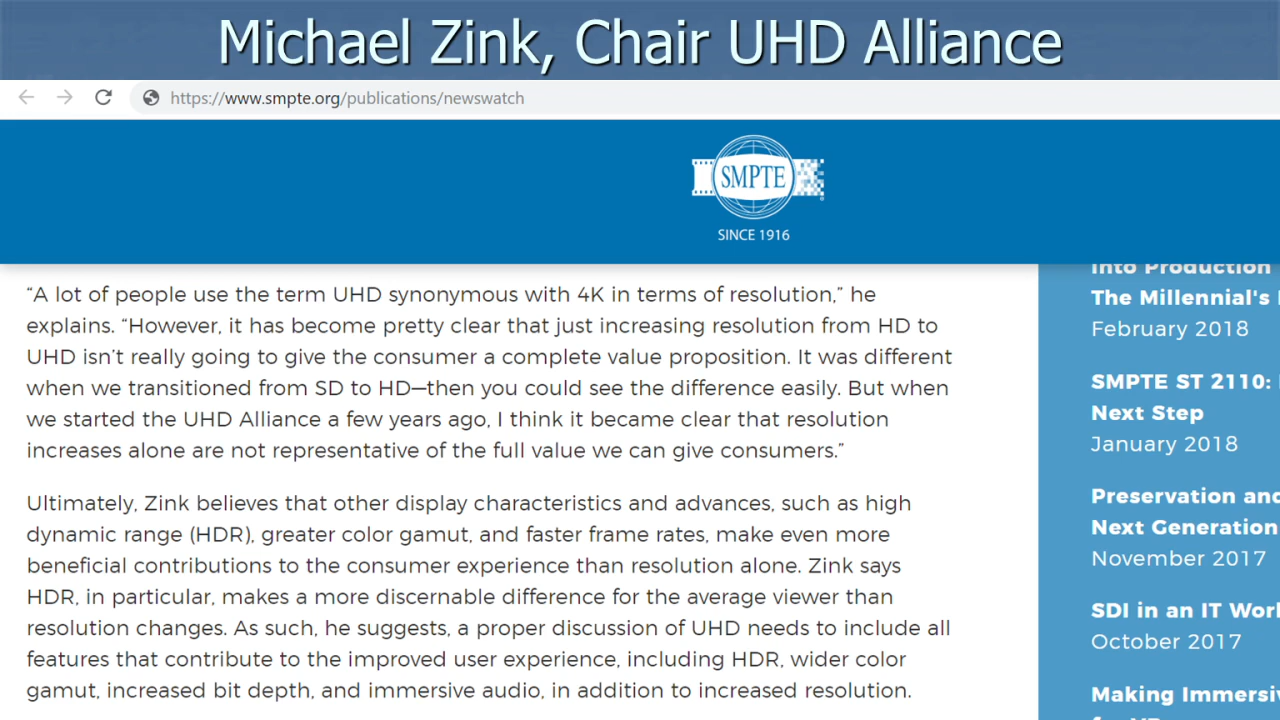 Michael Zink, Chair UHD Alliance
https://www.smpte.org/publications/newswatch
SMPTE
SINCE 1916
“A lot of people use the term UHD synonymous with 4K in terms of resolution,” he
explains. “However, it has become pretty clear that just increasing resolution from HD to
UHD isn’t really going to give the consumer a complete value proposition. It was different
when we transitioned from SD to HD—then you could see the difference easily. But when
we started the UHD Alliance a few years ago, I think it became clear that resolution
increases alone are not representative of the full value we can give consumers.”
Ultimately, Zink believes that other display characteristics and advances, such as high
dynamic range (HDR), greater color gamut, and faster frame rates, make even more
beneficial contributions to the consumer experience than resolution alone. Zink says
HDR, in particular, makes a more discernable difference for the average viewer than
resolution changes. As such, he suggests, a proper discussion of UHD needs to include all
features that contribute to the improved user experience, including HDR, wider color
gamut, increased bit depth, and immersive audio, in addition to increased resolution.
Into Production
The Millennial's
February 2018
SMPTE ST 2110:
Next Step
January 2018
Preservation and
Next Generation
November 2017
SDI in an IT
October 2017
Making